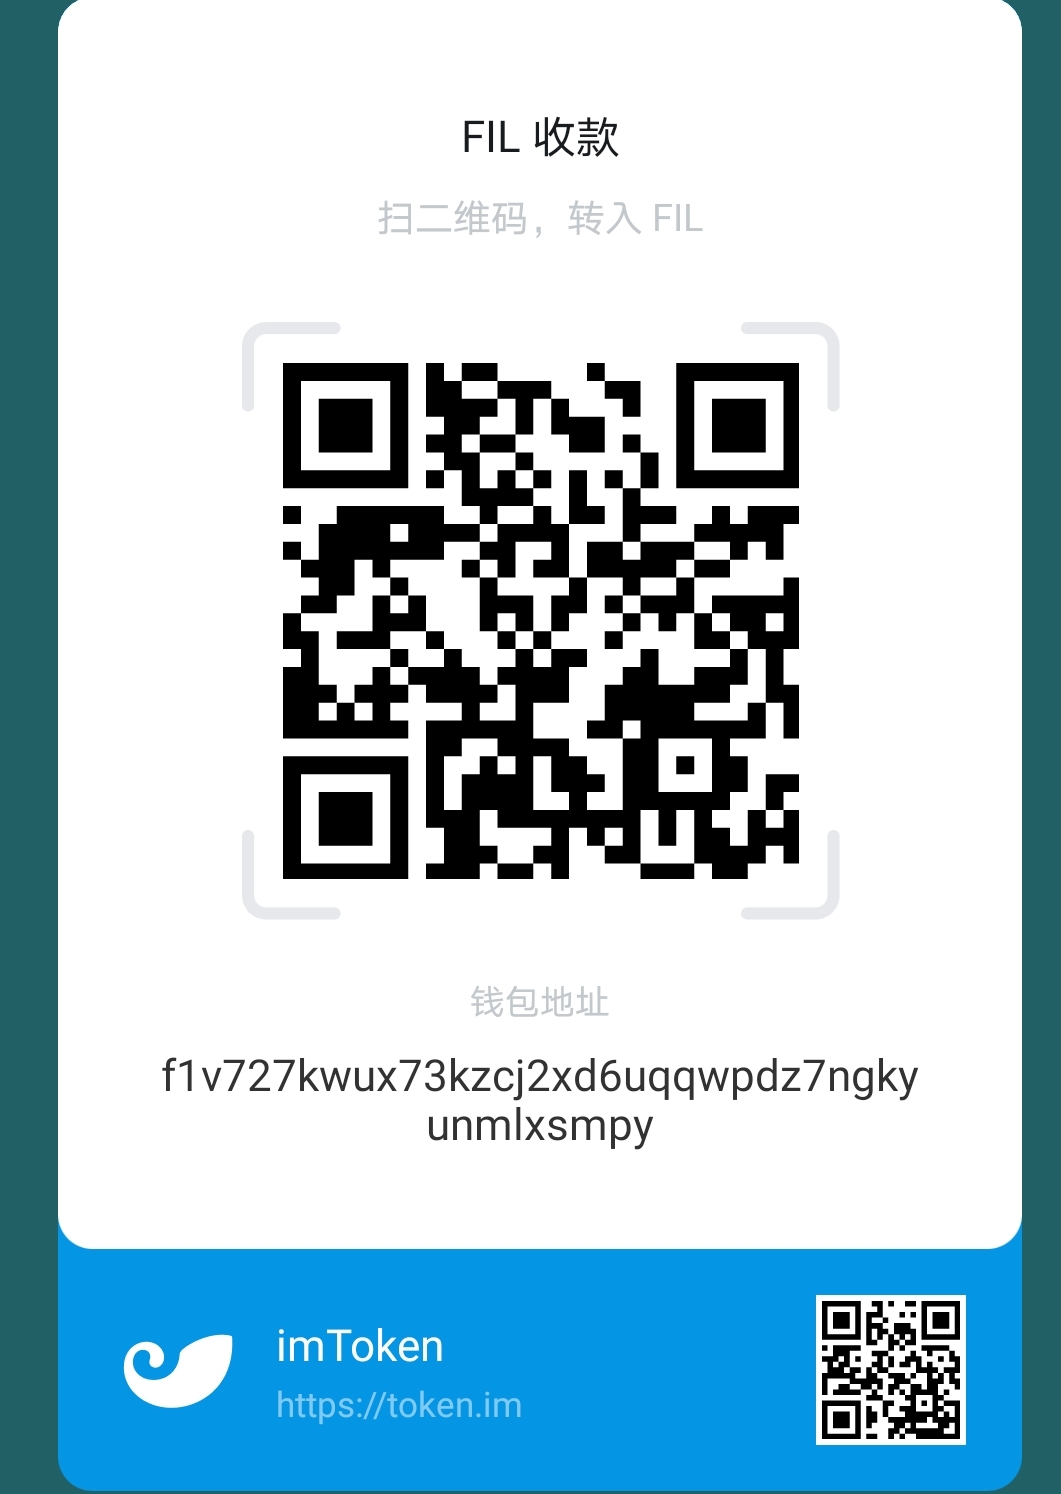 FIL 收款
扫二维码，转入 FIL
钱包地址
f1v727kwux73kzcj2xd6uqqwpdz7ngky
unmlxsmpy
imToken
https://token.im